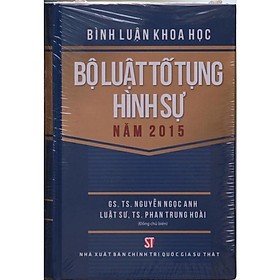 BÌNH LUẬN KHOA HỌC
BỘ LUẬT TỐ TỤNG
HÌNH SỰ
NĂM 2015
GS. TS. NGUYỄN NGỌC ANH
LUẬT SƯ, TS. PHAN TRUNG HOÀI
(Đồng chủ biên)
ST
NHÀ XUẤT BẢN CHÍNH TRỊ QUỐC GIA SỰ THẬT